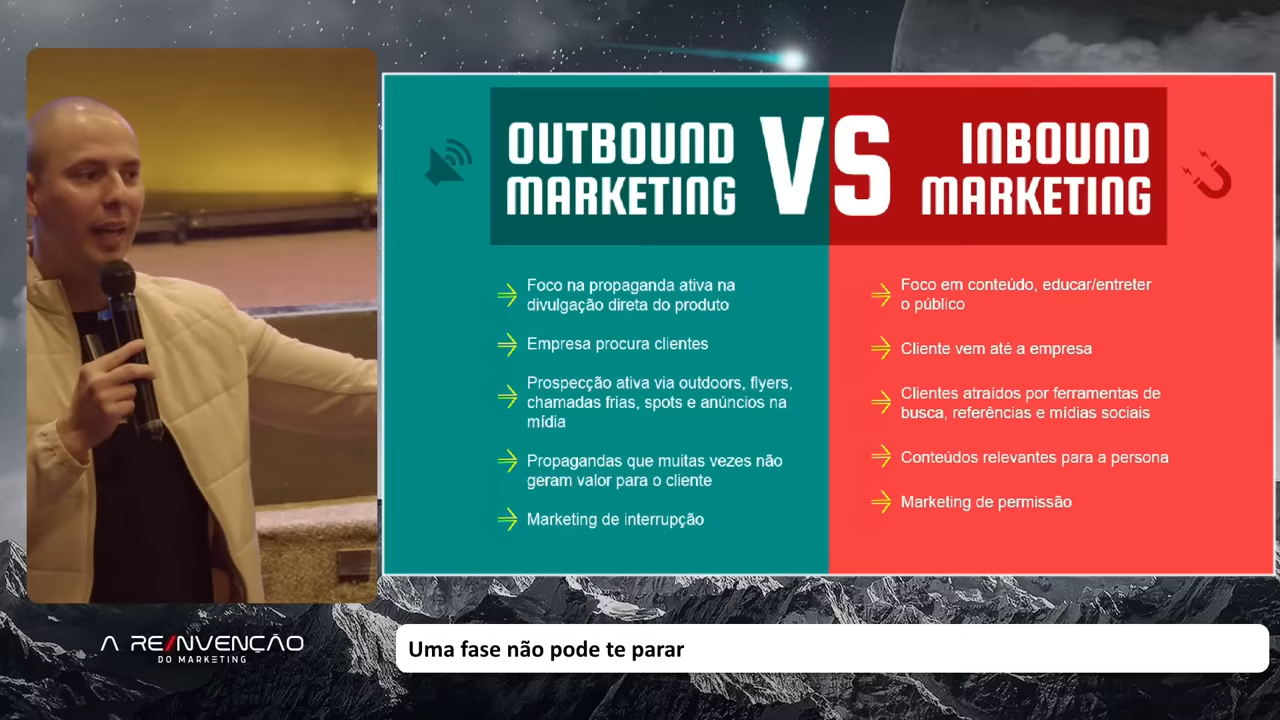 OUTBOUND
MARKETING
VS
INBOUND
MARKETING
Foco na propaganda ativa na
divulgação direta do produto
Empresa procura clientes
Prospecção ativa via outdoors, flyers,
chamadas frias, spots e anúncios na
mídia
Propagandas que muitas vezes não
geram valor para o cliente
Marketing de interrupção
Foco em conteúdo, educar/entreter
o público
Cliente vem até a empresa
Clientes atraídos por ferramentas de
busca, referências e mídias sociais
Conteúdos relevantes para a persona
Marketing de permissão
A RE/NVENÇÃO
DO MARKETING
Uma fase não pode te parar